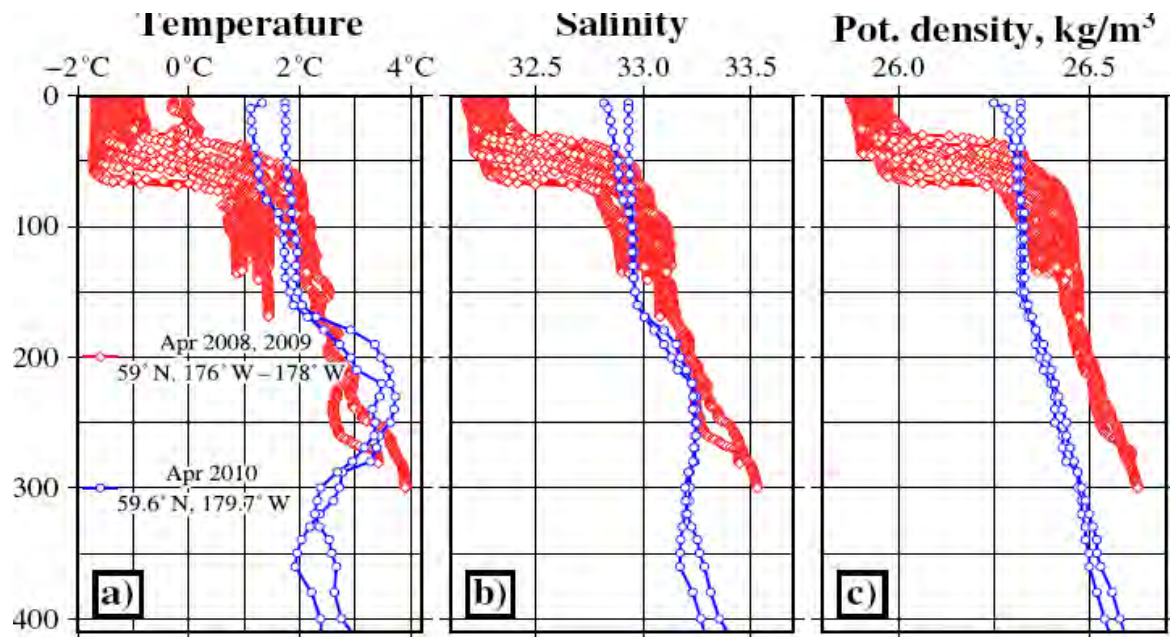 Temperature Salinity Pot. density, kg/m³
−2°C 0°C 2°C 4°C 32.5 33.0 33.5 26.0 26.5
0
100
200
300
400
Apr 2008, 2009
59° N, 176° W – 178° W
Apr 2010
59.6° N, 179.7° W
a) b) c)